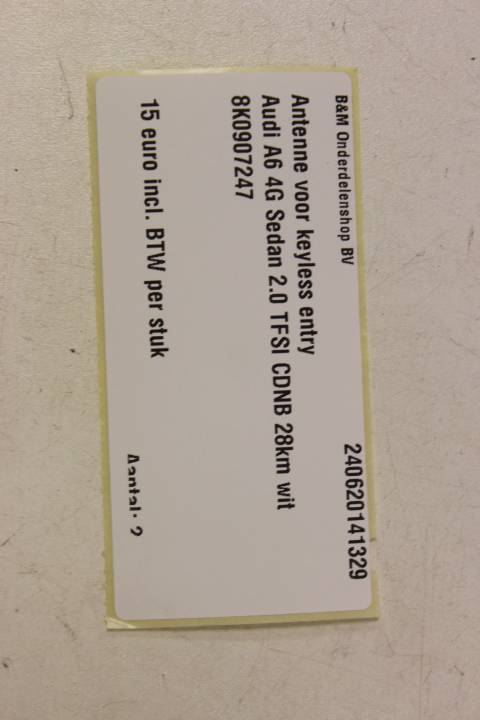 B&M Onderdelenshop BV
240620141329
Antenne voor keyless entry
Audi A6 4G Sedan 2.0 TFSI CDNB 28km wit
8K0907247
15 euro incl. BTW per stuk
Aantal: 2